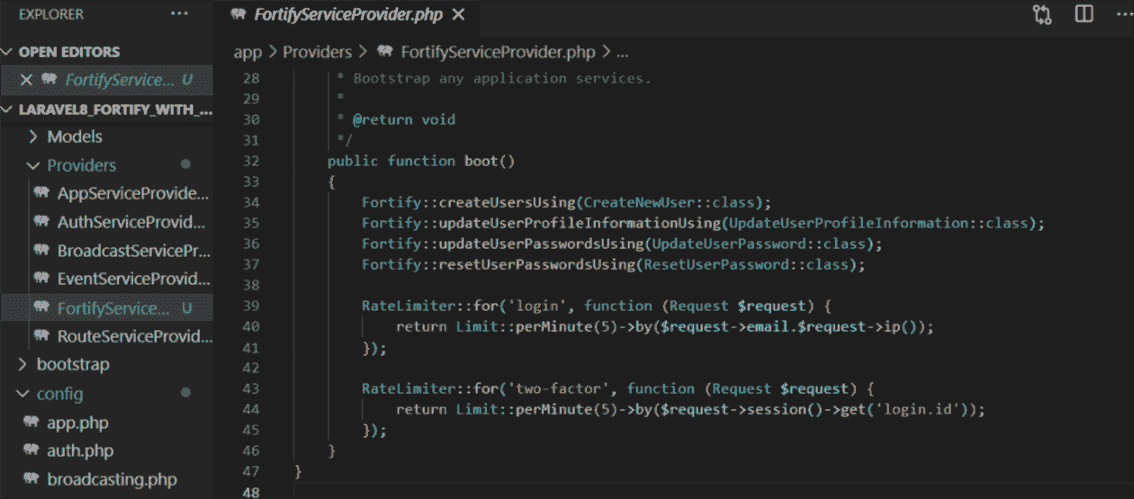 EXPLORER
OPEN EDITORS
FortifyService... U
LARAVEL8_FORTIFY_WITH_...
Models
Providers
AppServiceProvide...
AuthServiceProvid...
BroadcastServicePr...
EventServiceProvid...
FortifyService... U
RouteServiceProvid...
bootstrap
config
app.php
auth.php
broadcasting.php
FortifyServiceProvider.php
app > Providers > FortifyServiceProvider.php > ...
28 * Bootstrap any application services.
29 *
30 * @return void
31 */
32 public function boot()
33 {
34 Fortify::createUsersUsing(CreateNewUser::class);
35 Fortify::updateUserProfileInformationUsing(UpdateUserProfileInformation::class);
36 Fortify::updateUserPasswordsUsing(UpdateUserPassword::class);
37 Fortify::resetUserPasswordsUsing(ResetUserPassword::class);
38
39 RateLimiter::for('login', function (Request $request) {
40 return Limit::perMinute(5)->by($request->email.$request->ip());
41 });
42
43 RateLimiter::for('two-factor', function (Request $request) {
44 return Limit::perMinute(5)->by($request->session()->get('login.id'));
45 });
46 }
47 }
48